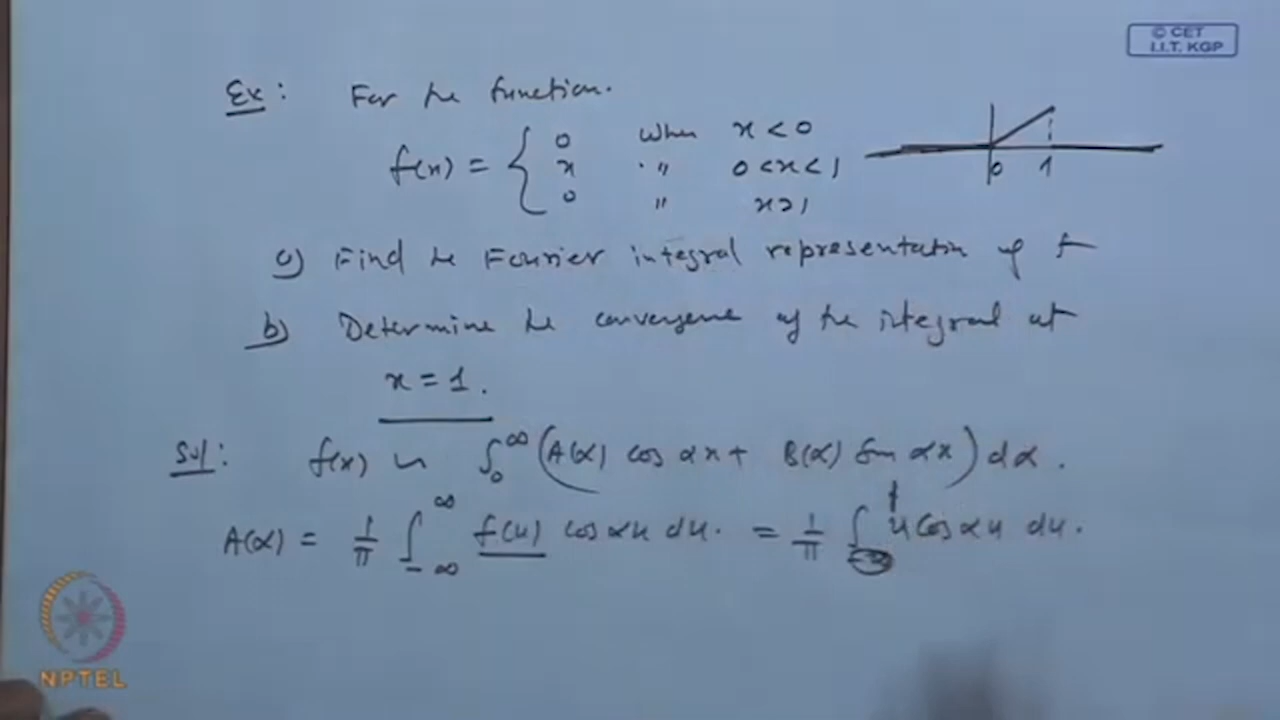 © CET
I.I.T. KGP
Ex: For the function.
f(x) = { 0 when x < 0
x " 0 < x < 1
0 " x > 1
0 1
a) Find the Fourier integral representation of f
b) Determine the convergence of the integral at
x = 1.
Sol: f(x) ~ ∫₀^∞ (A(α) cos αx + B(α) sin αx) dα.
A(α) = 1/π ∫_{-∞}^{∞} f(u) cos αu du. = 1/π ∫^1 u cos αu du.
NPTEL